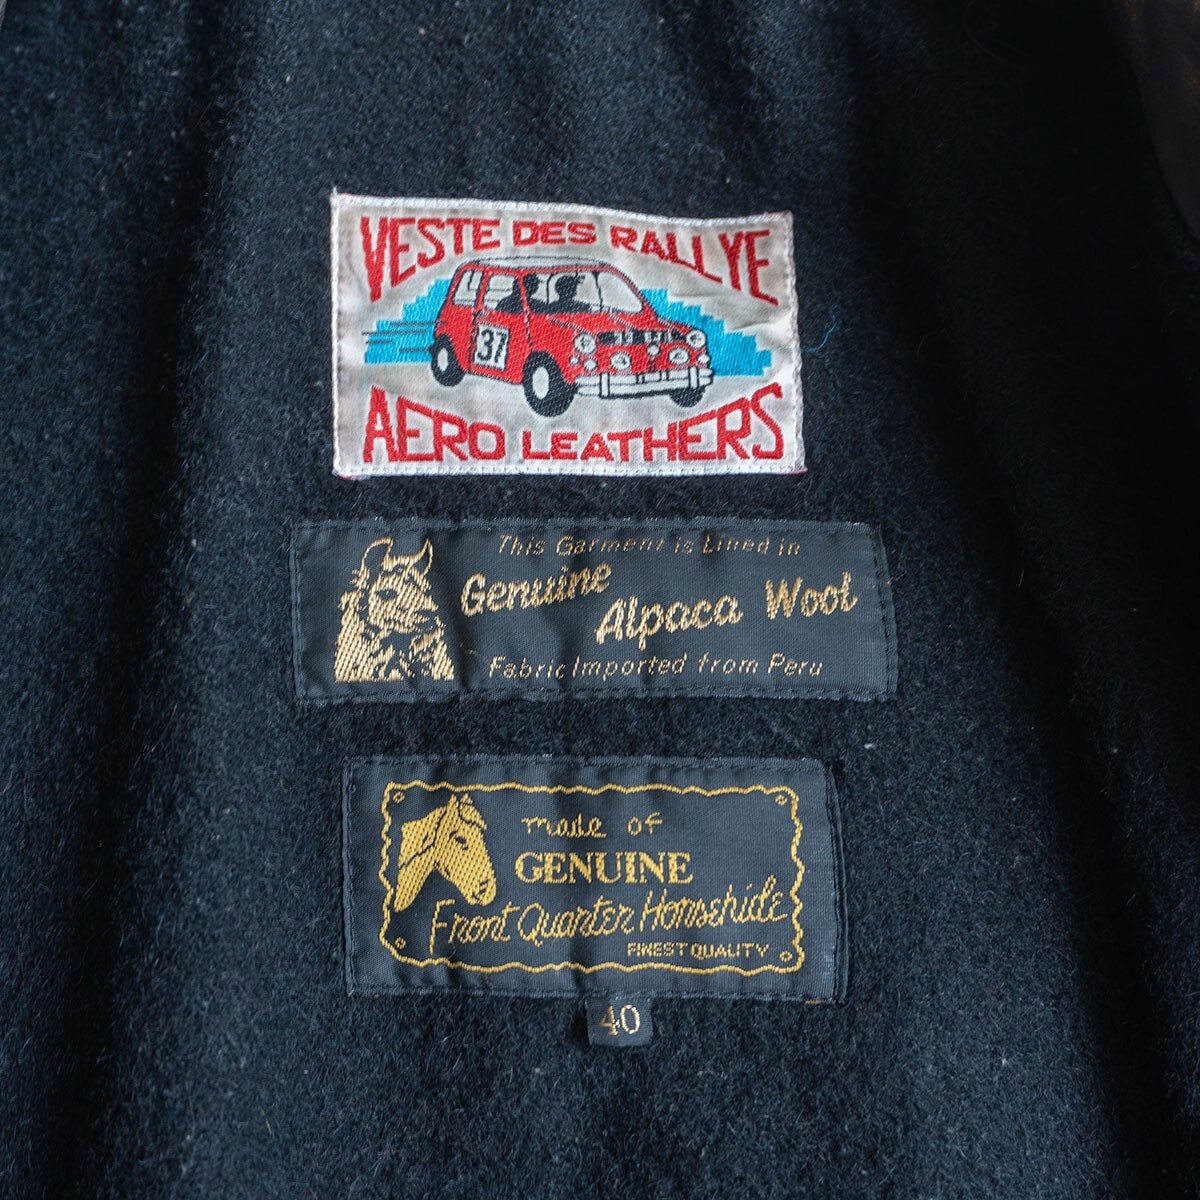 VESTE DES RALLYE
37
AERO LEATHERS
This Garment is Lined in
Genuine
Alpaca Wool
Fabric Imported from Peru
made of
GENUINE
Front Quarter Horsehide
FINEST QUALITY
40